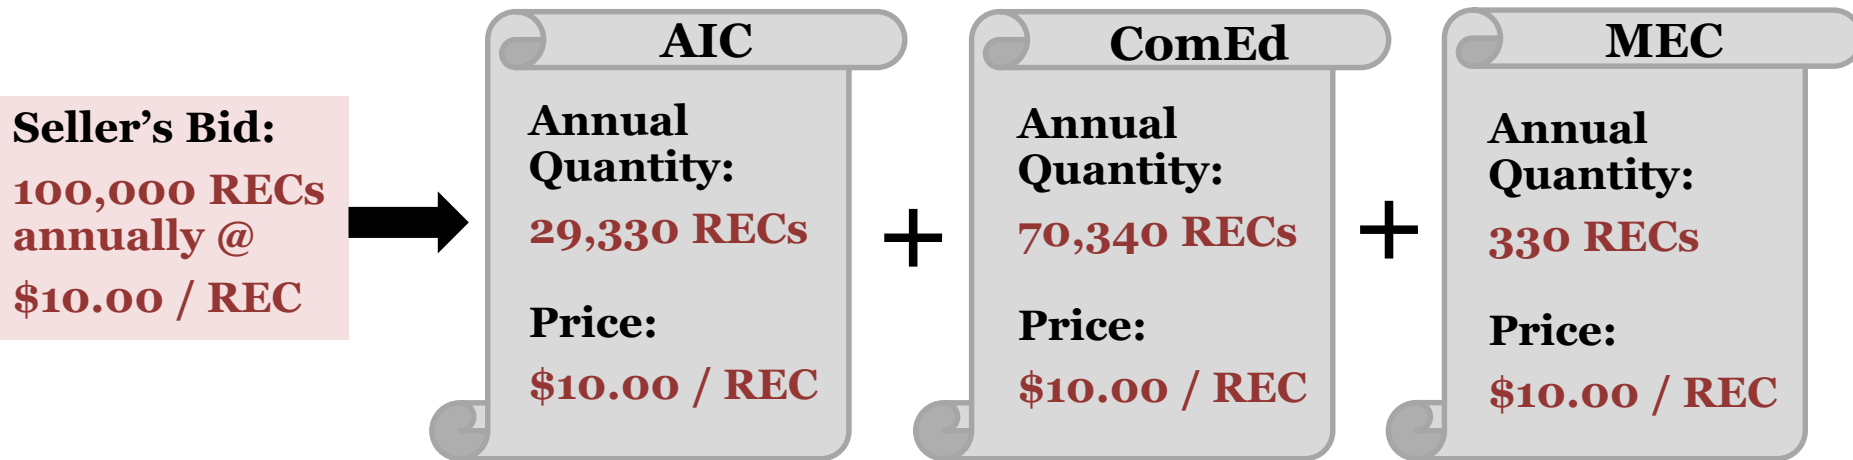 Seller’s Bid:
100,000 RECs
annually @
$10.00 / REC
AIC
Annual
Quantity:
29,330 RECs
Price:
$10.00 / REC
+
ComEd
Annual
Quantity:
70,340 RECs
Price:
$10.00 / REC
+
MEC
Annual
Quantity:
330 RECs
Price:
$10.00 / REC